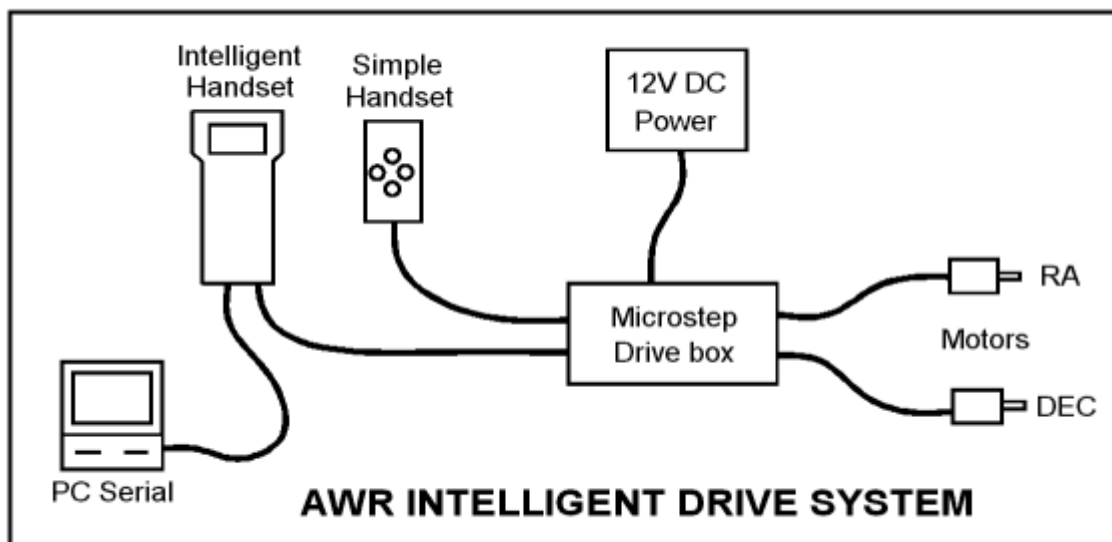 Intelligent
Handset
Simple
Handset
12V DC
Power
Microstep
Drive box
RA
Motors
DEC
PC Serial
AWR INTELLIGENT DRIVE SYSTEM